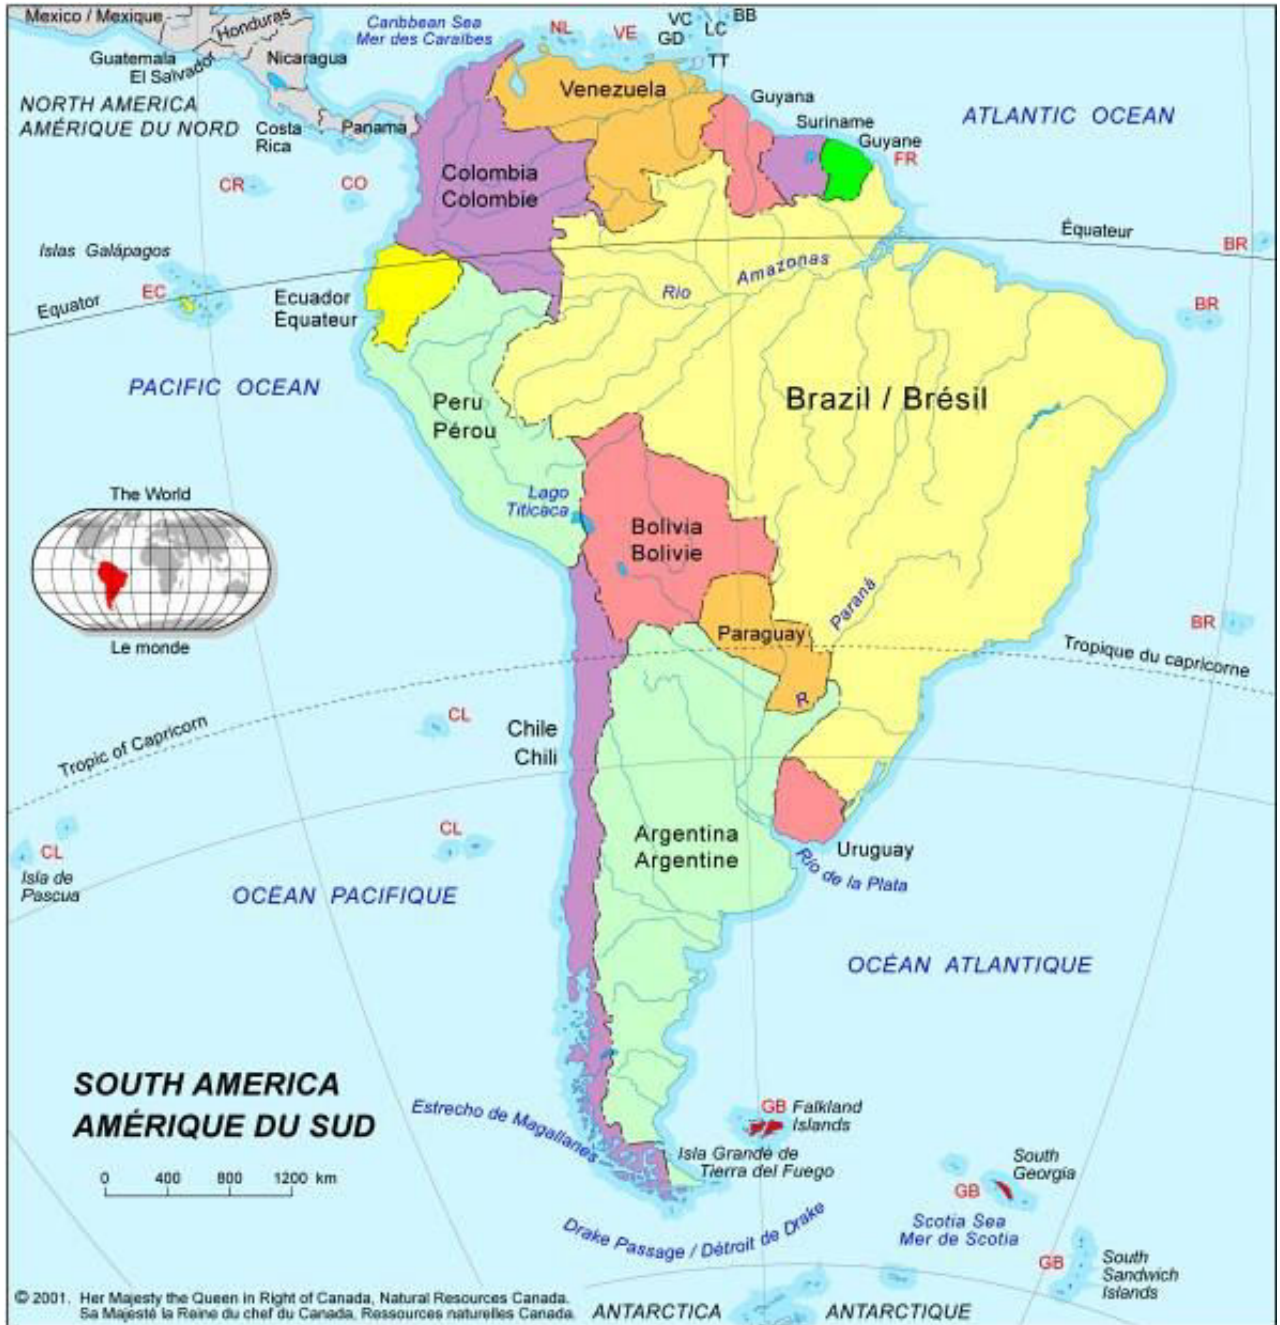 Mexico / Mexique
Honduras
Guatemala
El Salvador
Nicaragua
Caribbean Sea
Mer des Caraïbes
NL
VE
VC
BB
GD
LC
TT
NORTH AMERICA
AMÉRIQUE DU NORD
Costa
Rica
Panama
Venezuela
Guyana
Suriname
Guyane
FR
ATLANTIC OCEAN
Colombia
Colombie
CR
CO
Islas Galápagos
EC
Equator
Équateur
BR
Ecuador
Équateur
Rio
Amazonas
BR
PACIFIC OCEAN
Peru
Pérou
Brazil / Brésil
The World
Le monde
Lago
Titicaca
Bolivia
Bolivie
Paraguay
Paraná
R
BR
Tropique du capricorne
Tropic of Capricorn
CL
Chile
Chili
CL
CL
Isla de
Pascua
Argentina
Argentine
Uruguay
Río de la Plata
OCÉAN PACIFIQUE
OCÉAN ATLANTIQUE
SOUTH AMERICA
AMÉRIQUE DU SUD
0 400 800 1200 km
Estrecho de Magallanes
GB
Falkland
Islands
Isla Grande de
Tierra del Fuego
South
Georgia
GB
Scotia Sea
Mer de Scotia
Drake Passage / Détroit de Drake
GB
South
Sandwich
Islands
© 2001. Her Majesty the Queen in Right of Canada, Natural Resources Canada.
Sa Majesté la Reine du chef du Canada, Ressources naturelles Canada.
ANTARCTICA
ANTARCTIQUE